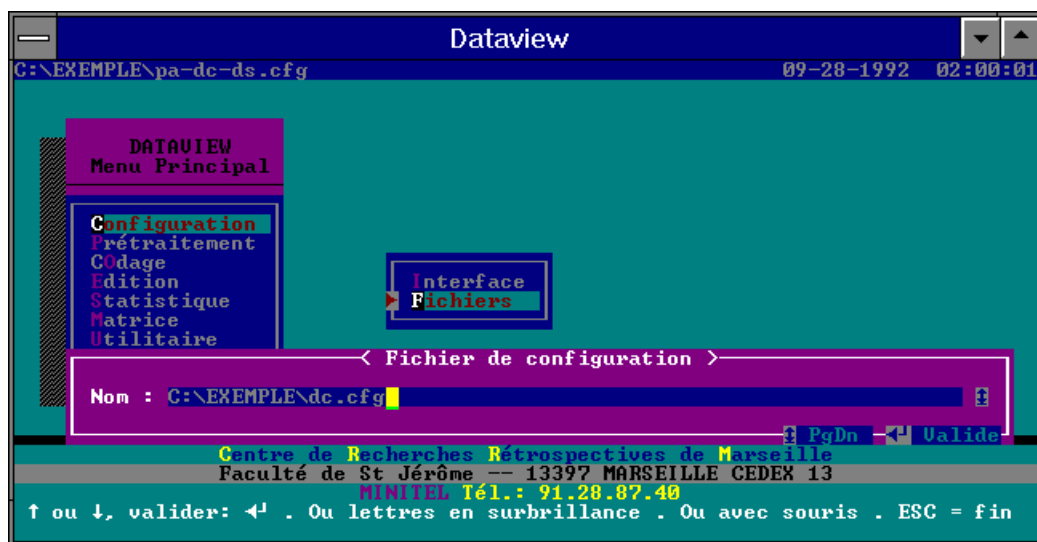 Dataview
C:\EXEMPLE\pa-dc-ds.cfg 09-28-1992 02:00:01
DATAVIEW
Menu Principal
Configuration
Prétraitement
COdage
Edition
Statistique
Matrice
Utilitaire
Interface
Fichiers
< Fichier de configuration >
Nom : C:\EXEMPLE\dc.cfg
↕ PgDn ↵ Valide
Centre de Recherches Rétrospectives de Marseille
Faculté de St Jérôme -- 13397 MARSEILLE CEDEX 13
MINITEL Tél.: 91.28.87.40
↑ ou ↓, valider: ↵ . Ou lettres en surbrillance . Ou avec souris . ESC = fin